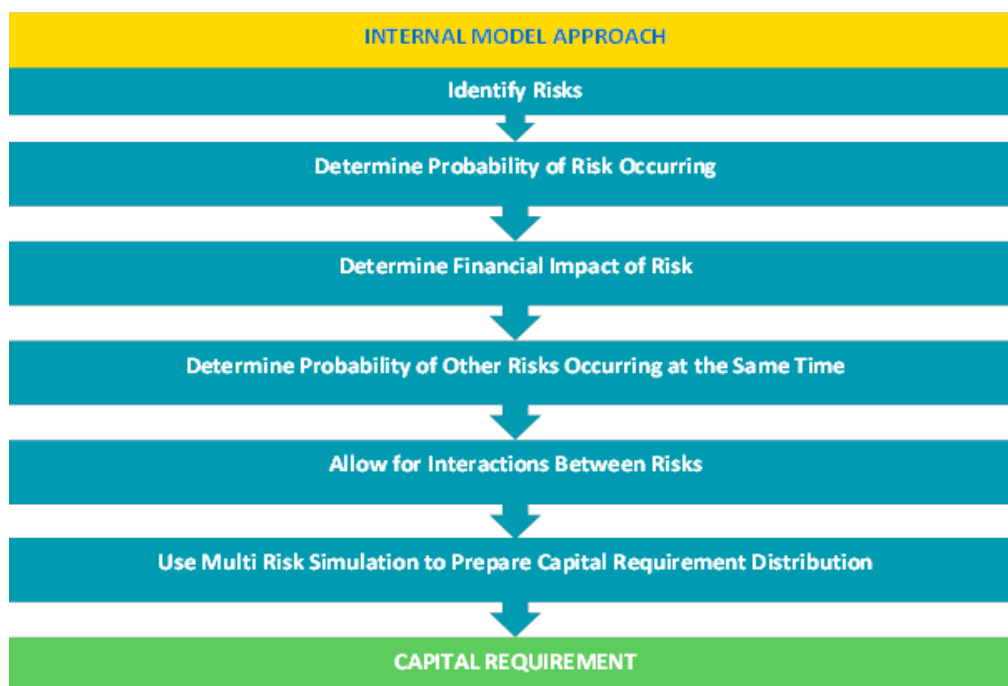 INTERNAL MODEL APPROACH
Identify Risks
Determine Probability of Risk Occurring
Determine Financial Impact of Risk
Determine Probability of Other Risks Occurring at the Same Time
Allow for Interactions Between Risks
Use Multi Risk Simulation to Prepare Capital Requirement Distribution
CAPITAL REQUIREMENT